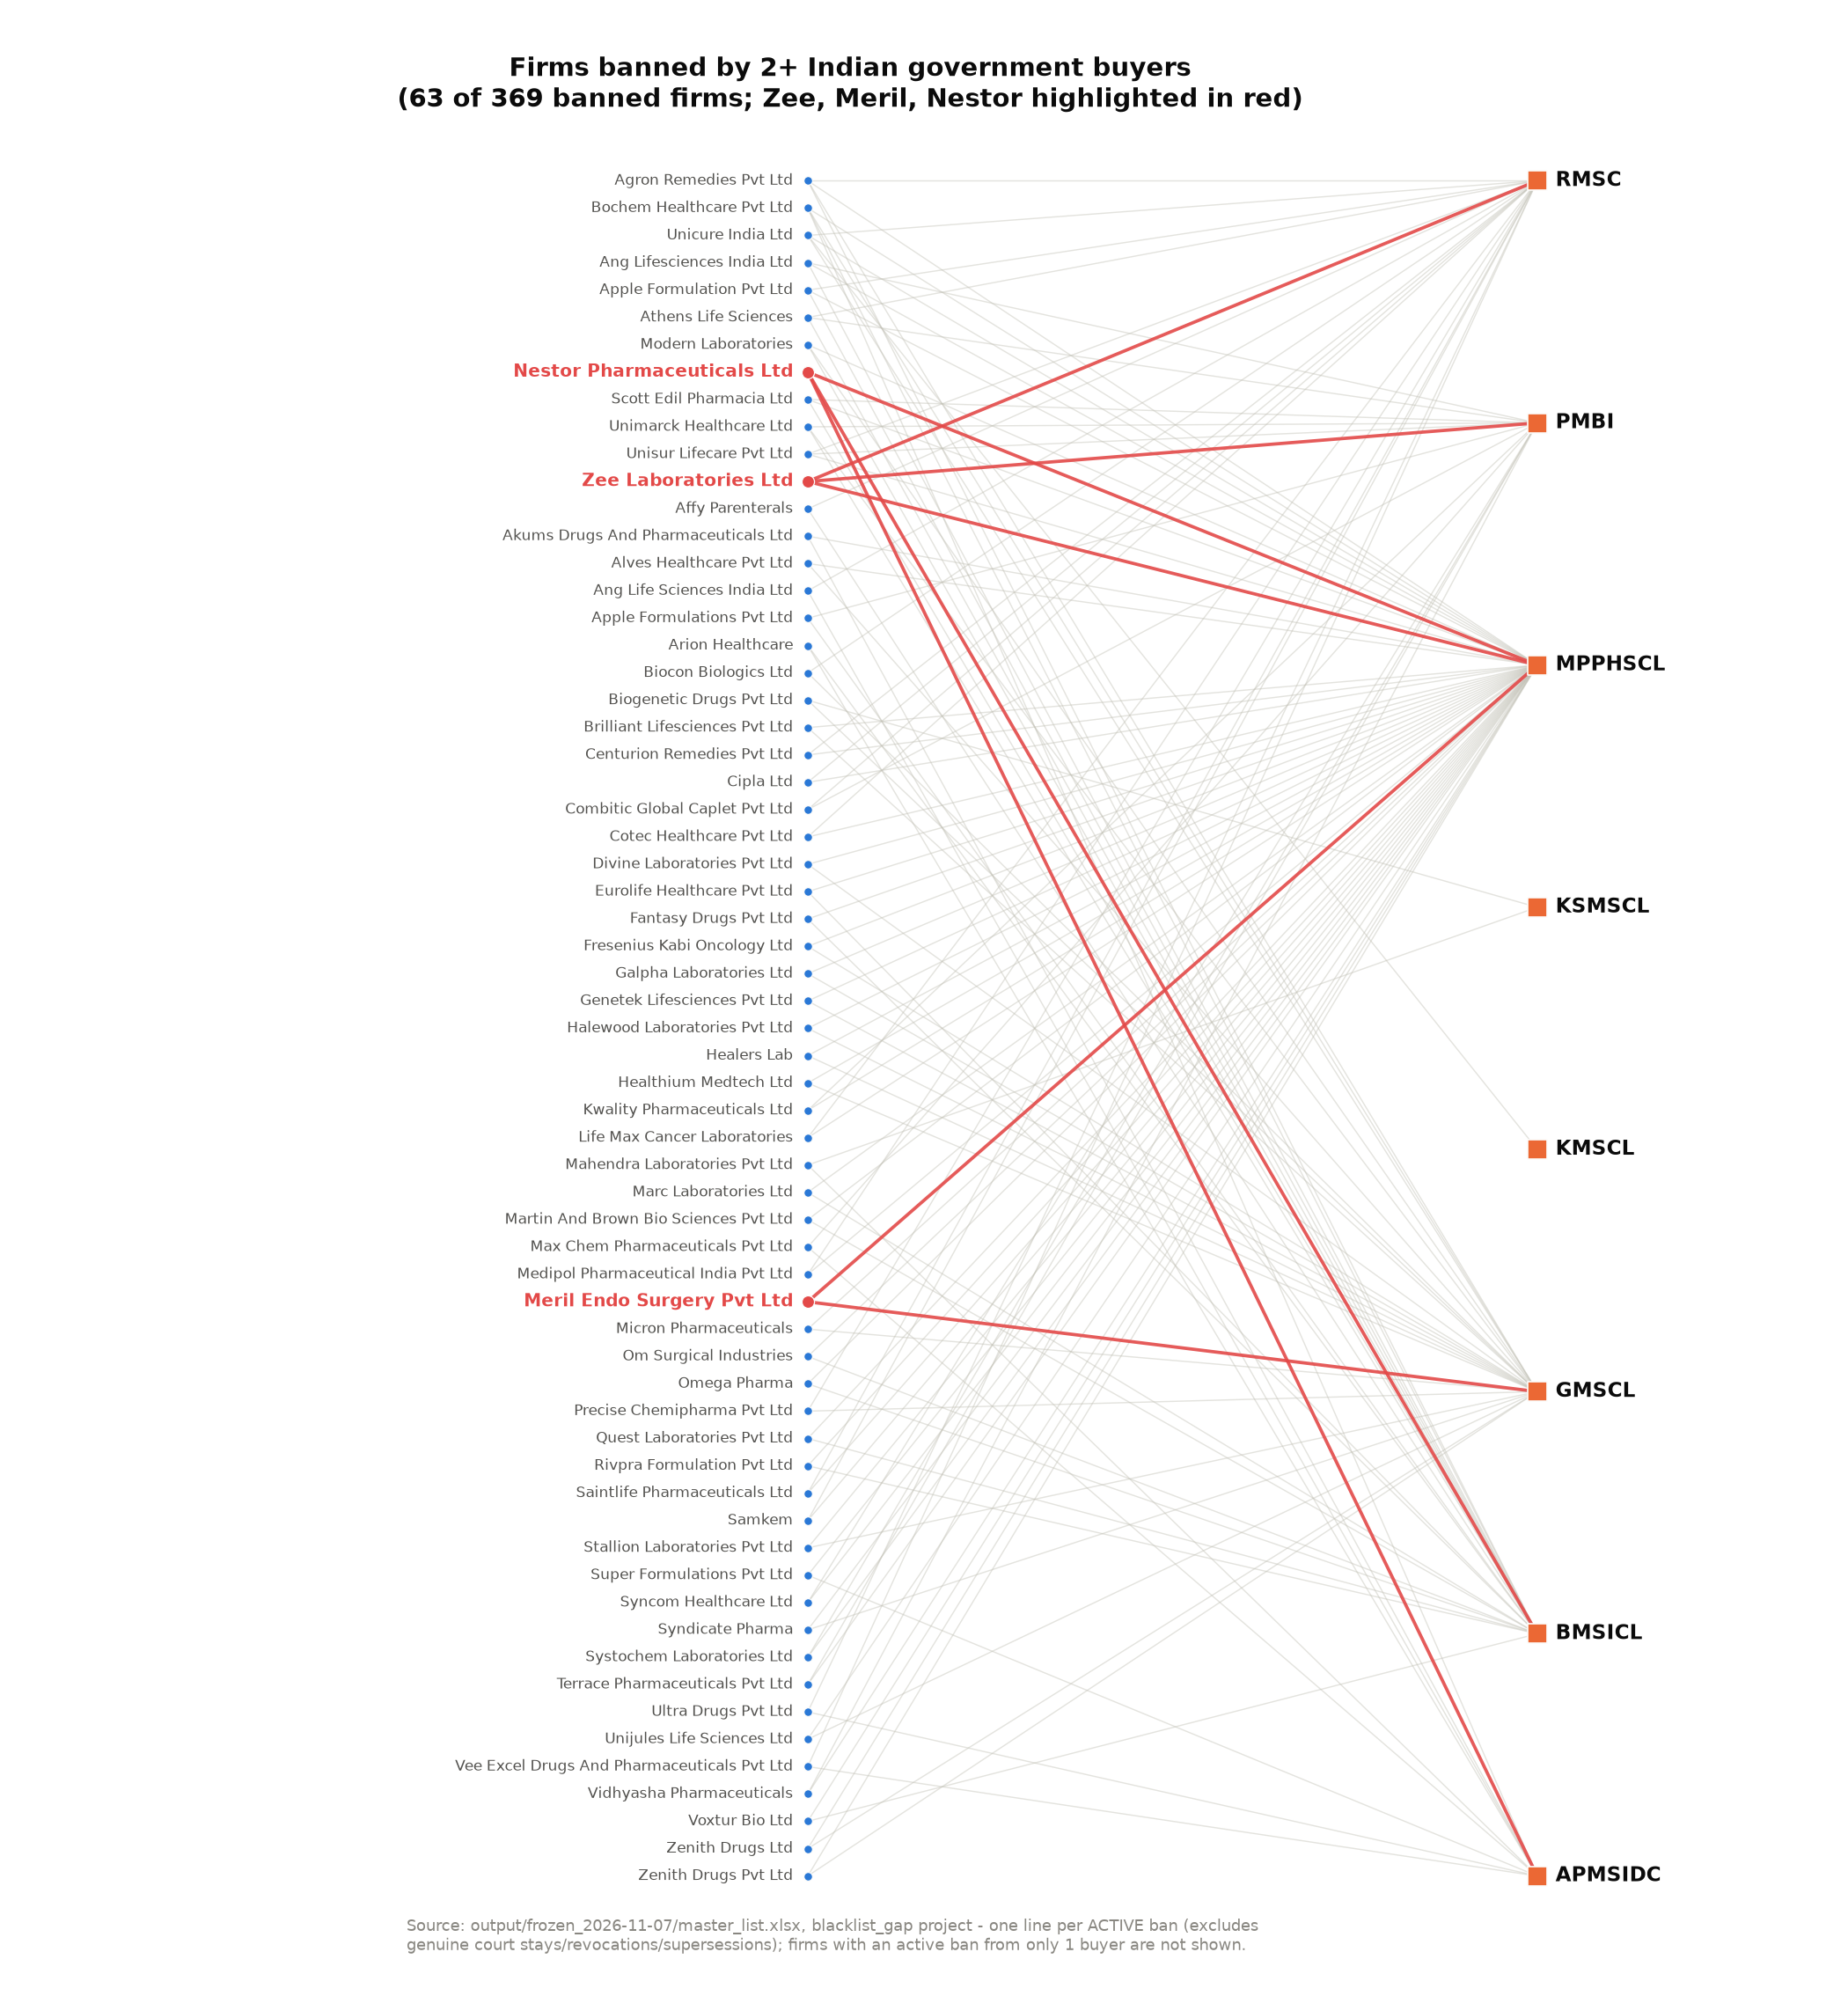 Firms banned by 2+ Indian government buyers
(63 of 369 banned firms; Zee, Meril, Nestor highlighted in red)
Agron Remedies Pvt Ltd
Bochem Healthcare Pvt Ltd
Unicure India Ltd
Ang Lifesciences India Ltd
Apple Formulation Pvt Ltd
Athens Life Sciences
Modern Laboratories
Nestor Pharmaceuticals Ltd
Scott Edil Pharmacia Ltd
Unimarck Healthcare Ltd
Unisur Lifecare Pvt Ltd
Zee Laboratories Ltd
Affy Parenterals
Akums Drugs And Pharmaceuticals Ltd
Alves Healthcare Pvt Ltd
Ang Life Sciences India Ltd
Apple Formulations Pvt Ltd
Arion Healthcare
Biocon Biologics Ltd
Biogenetic Drugs Pvt Ltd
Brilliant Lifesciences Pvt Ltd
Centurion Remedies Pvt Ltd
Cipla Ltd
Combitic Global Caplet Pvt Ltd
Cotec Healthcare Pvt Ltd
Divine Laboratories Pvt Ltd
Eurolife Healthcare Pvt Ltd
Fantasy Drugs Pvt Ltd
Fresenius Kabi Oncology Ltd
Galpha Laboratories Ltd
Genetek Lifesciences Pvt Ltd
Halewood Laboratories Pvt Ltd
Healers Lab
Healthium Medtech Ltd
Kwality Pharmaceuticals Ltd
Life Max Cancer Laboratories
Mahendra Laboratories Pvt Ltd
Marc Laboratories Ltd
Martin And Brown Bio Sciences Pvt Ltd
Max Chem Pharmaceuticals Pvt Ltd
Medipol Pharmaceutical India Pvt Ltd
Meril Endo Surgery Pvt Ltd
Micron Pharmaceuticals
Om Surgical Industries
Omega Pharma
Precise Chemipharma Pvt Ltd
Quest Laboratories Pvt Ltd
Rivpra Formulation Pvt Ltd
Saintlife Pharmaceuticals Ltd
Samkem
Stallion Laboratories Pvt Ltd
Super Formulations Pvt Ltd
Syncom Healthcare Ltd
Syndicate Pharma
Systochem Laboratories Ltd
Terrace Pharmaceuticals Pvt Ltd
Ultra Drugs Pvt Ltd
Unijules Life Sciences Ltd
Vee Excel Drugs And Pharmaceuticals Pvt Ltd
Vidhyasha Pharmaceuticals
Voxtur Bio Ltd
Zenith Drugs Ltd
Zenith Drugs Pvt Ltd
RMSC
PMBI
MPPHSCL
KSMSCL
KMSCL
GMSCL
BMSICL
APMSIDC
Source: output/frozen_2026-11-07/master_list.xlsx, blacklist_gap project - one line per ACTIVE ban (excludes
genuine court stays/revocations/supersessions); firms with an active ban from only 1 buyer are not shown.